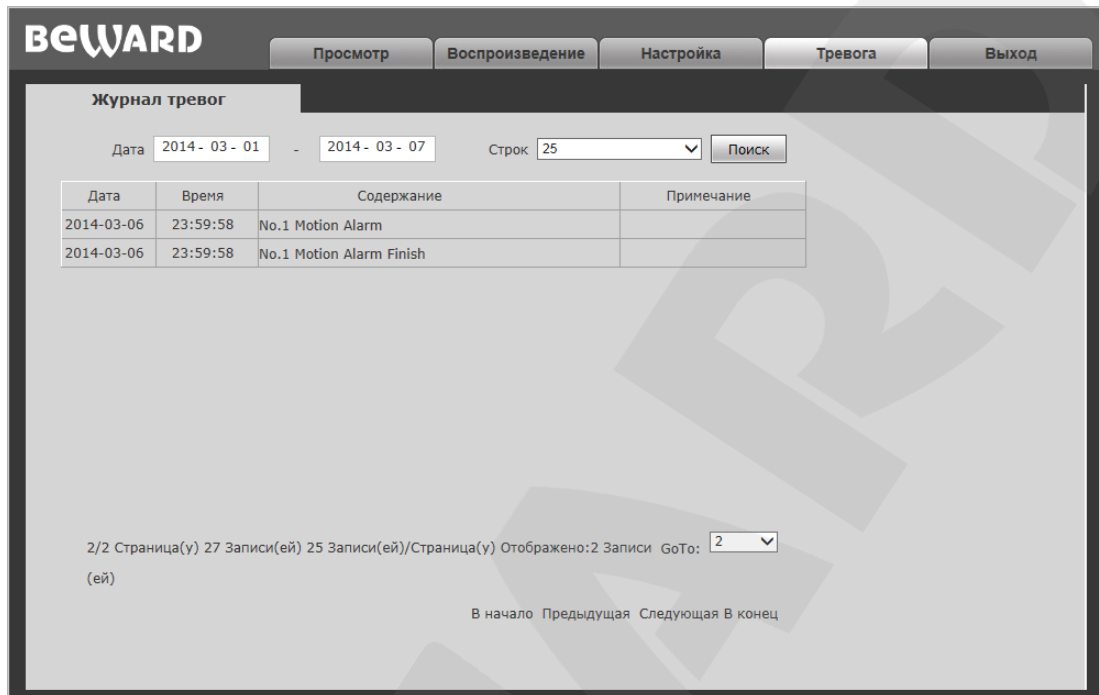 BEWARD
Просмотр Воспроизведение Настройка Тревога Выход
Журнал тревог
Дата 2014 - 03 - 01 - 2014 - 03 - 07 Строк 25 Поиск
Дата Время Содержание Примечание
2014-03-06 23:59:58 No.1 Motion Alarm
2014-03-06 23:59:58 No.1 Motion Alarm Finish
2/2 Страница(у) 27 Записи(ей) 25 Записи(ей)/Страница(у) Отображено:2 Записи GoTo: 2
(ей)
В начало Предыдущая Следующая В конец